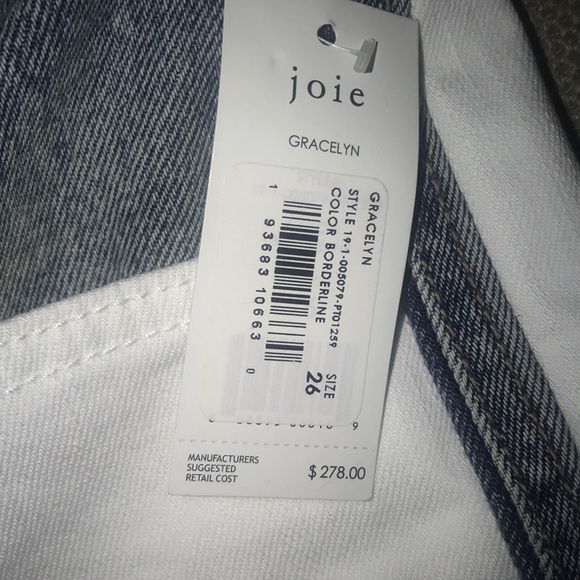 joie
GRACELYN
GRACELYN
STYLE 19-1-005079-PT01259
COLOR BORDERLINE
SIZE
26
1 93683 10663 0
9
MANUFACTURERS
SUGGESTED
RETAIL COST
$ 278.00